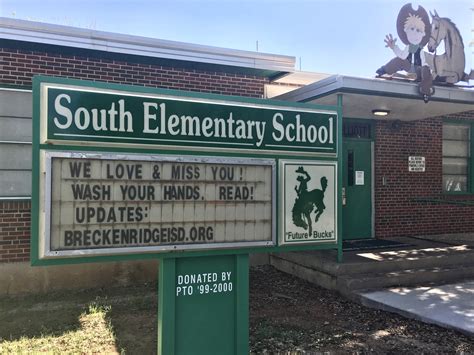 South Elementary School
WE LOVE & MISS YOU!
WASH YOUR HANDS, READ!
UPDATES:
BRECKENRIDGEISD.ORG
"Future Bucks"
DONATED BY
PTO '99-2000